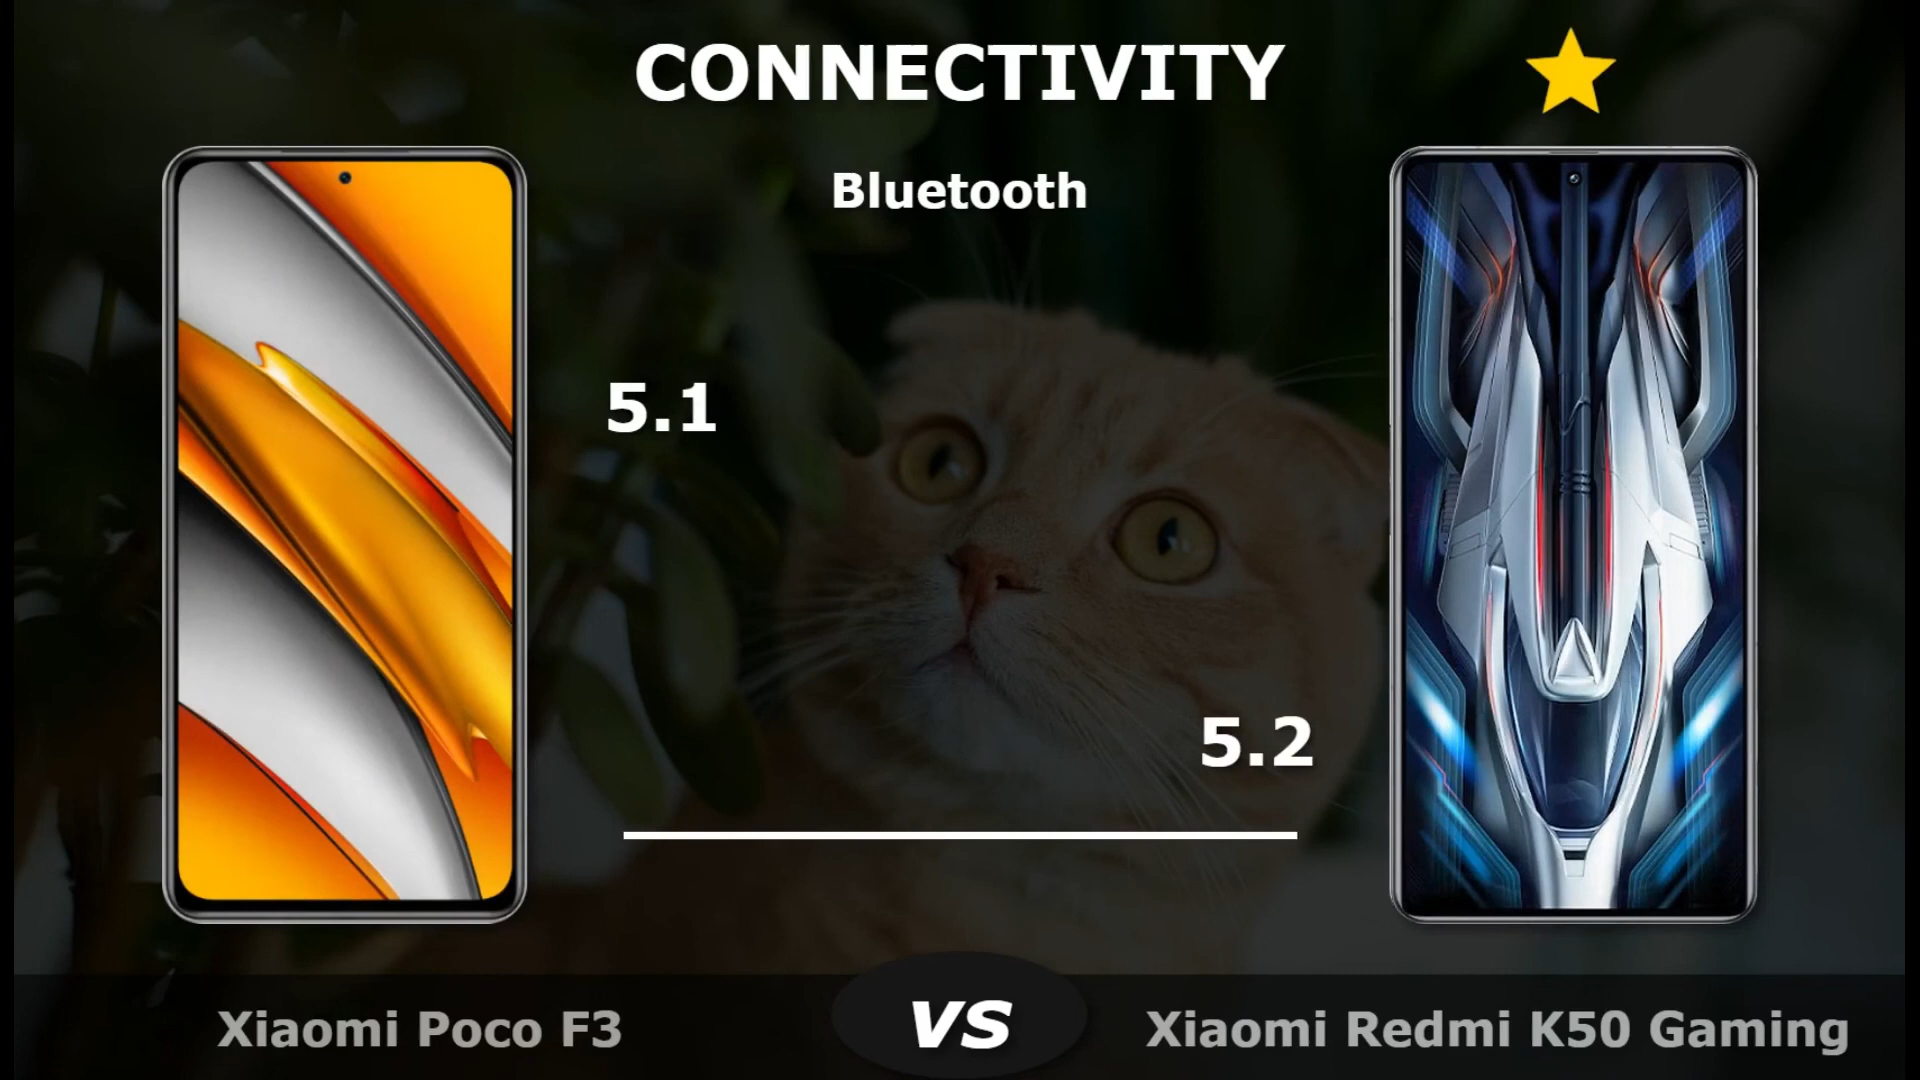 CONNECTIVITY
Bluetooth
5.1
5.2
Xiaomi Poco F3
VS
Xiaomi Redmi K50 Gaming